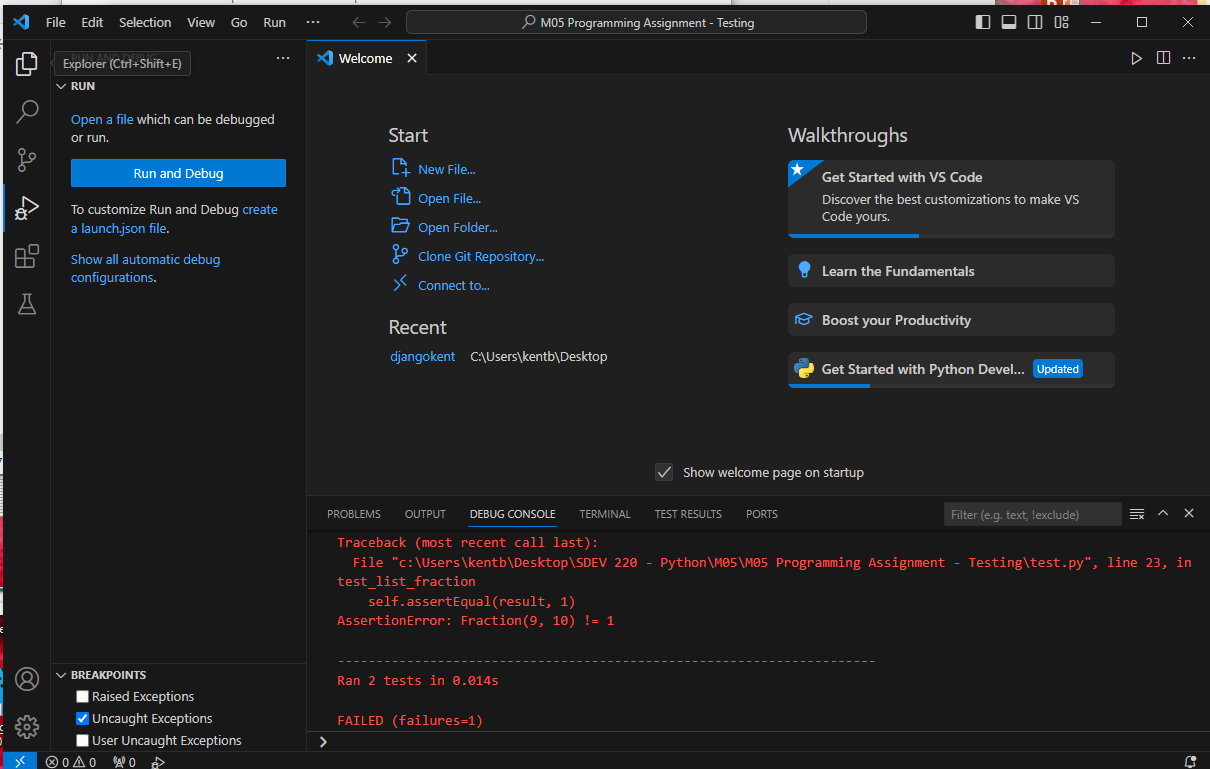 File Edit Selection View Go Run ··· M05 Programming Assignment - Testing
Explorer (Ctrl+Shift+E)
RUN
Open a file which can be debugged
or run.
Run and Debug
To customize Run and Debug create
a launch.json file.
Show all automatic debug
configurations.
Welcome
Start
New File...
Open File...
Open Folder...
Clone Git Repository...
Connect to...
Recent
djangokent C:\Users\kentb\Desktop
Walkthroughs
Get Started with VS Code
Discover the best customizations to make VS
Code yours.
Learn the Fundamentals
Boost your Productivity
Get Started with Python Devel... Updated
Show welcome page on startup
PROBLEMS OUTPUT DEBUG CONSOLE TERMINAL TEST RESULTS PORTS Filter (e.g. text, !exclude)
Traceback (most recent call last):
File "c:\Users\kentb\Desktop\SDEV 220 - Python\M05\M05 Programming Assignment - Testing\test.py", line 23, in
test_list_fraction
self.assertEqual(result, 1)
AssertionError: Fraction(9, 10) != 1
----------------------------------------------------------------------
Ran 2 tests in 0.014s
FAILED (failures=1)
BREAKPOINTS
Raised Exceptions
Uncaught Exceptions
User Uncaught Exceptions
0 0 0